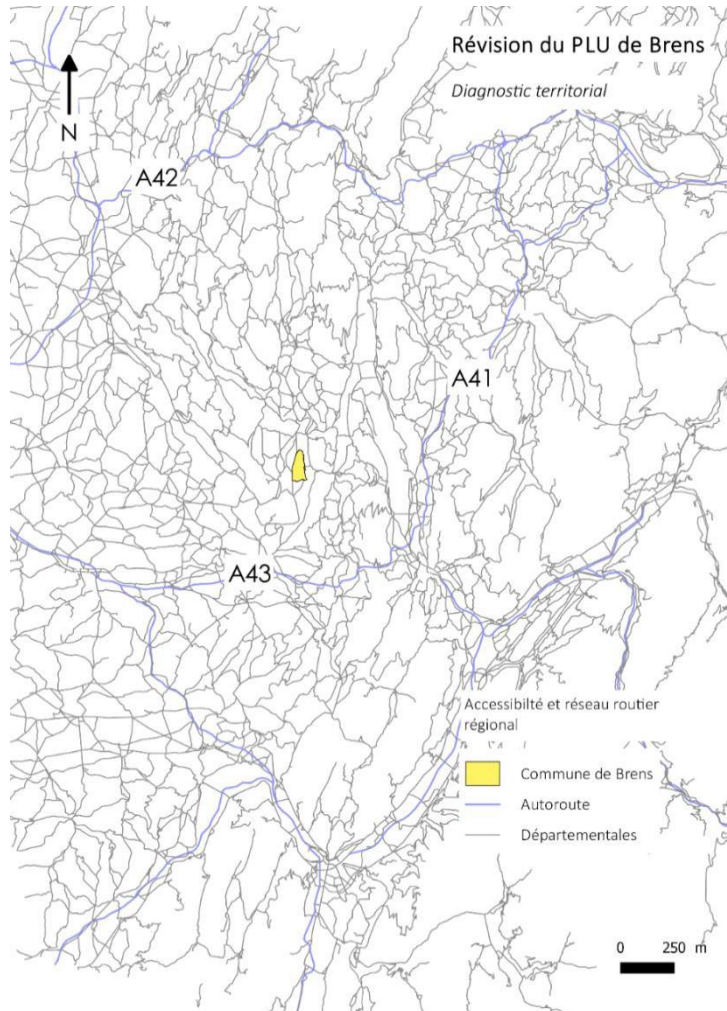 Révision du PLU de Brens
Diagnostic territorial
N
A42
A41
A43
Accessibilté et réseau routier
régional
Commune de Brens
Autoroute
Départementales
0 250 m